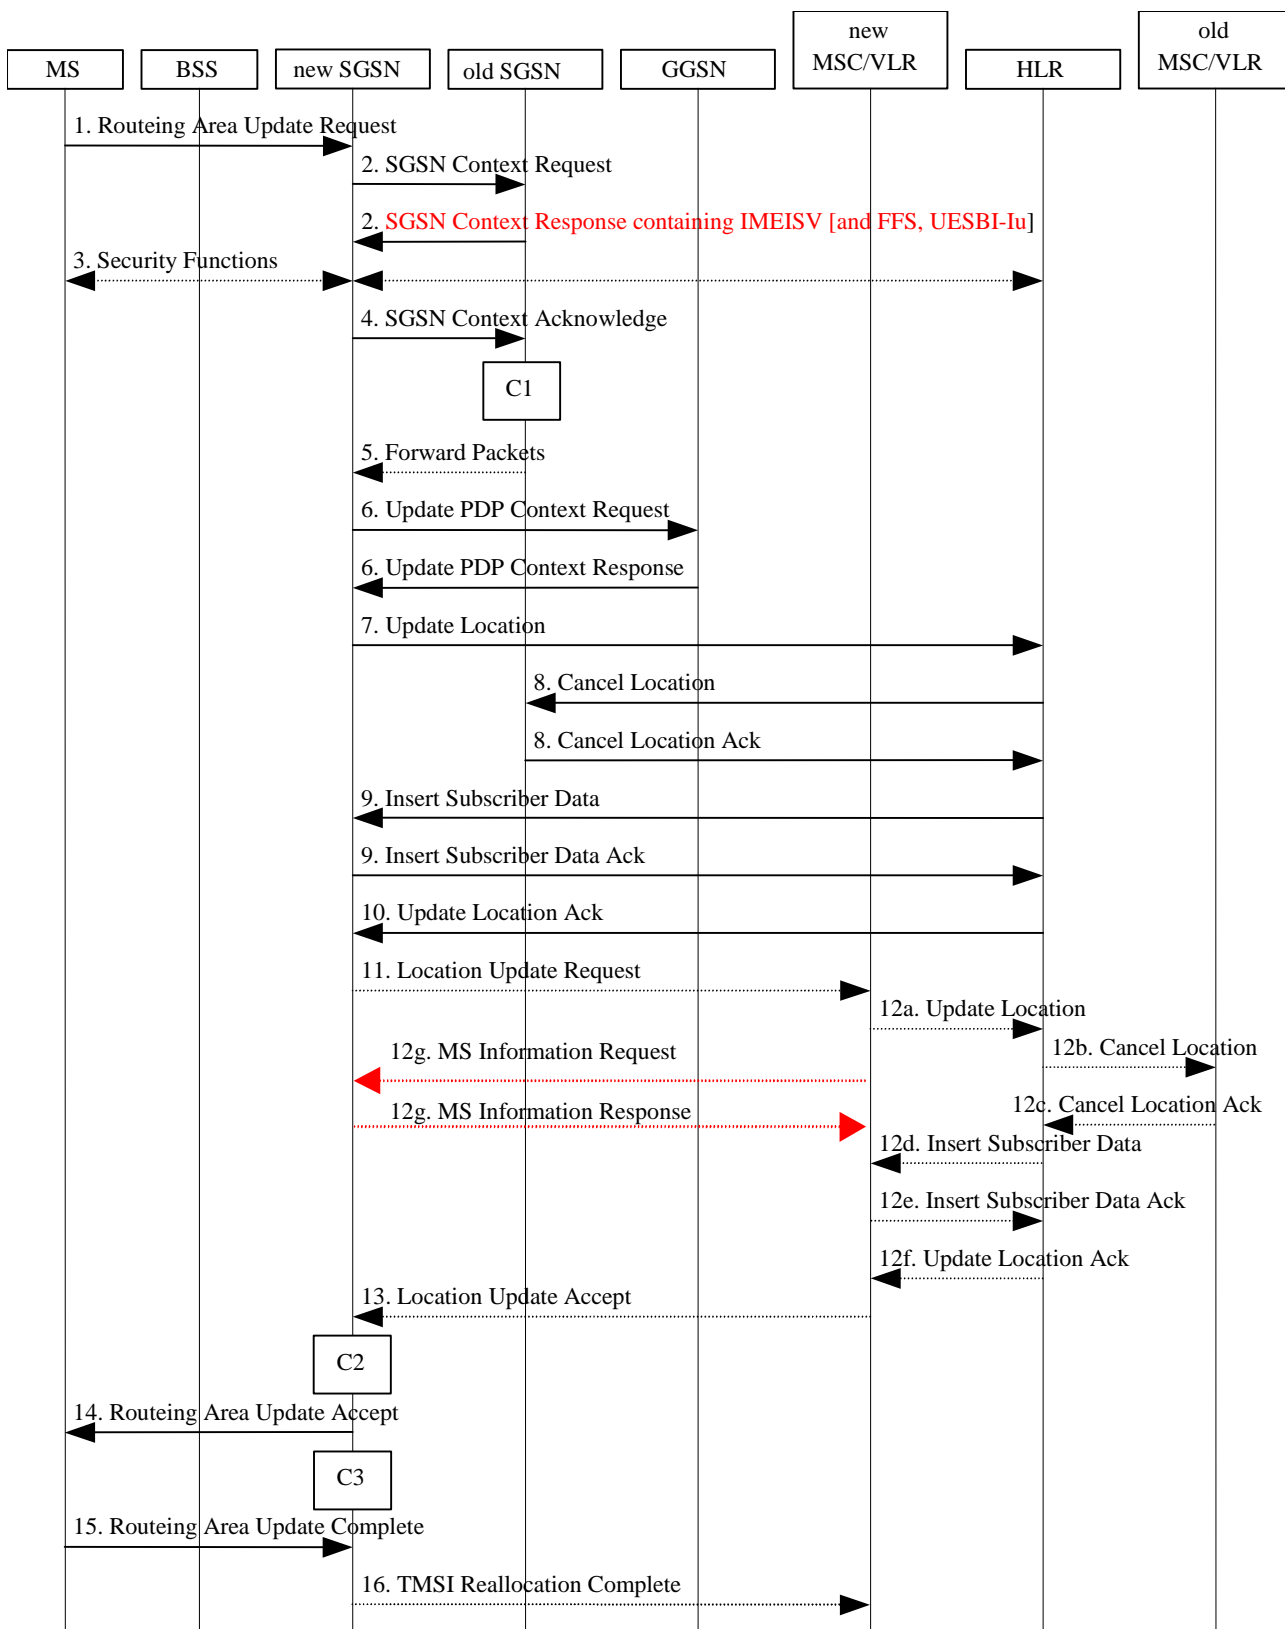 new
MSC/VLR
old
MSC/VLR
MS
BSS
new SGSN
old SGSN
GGSN
HLR
1. Routeing Area Update Request
2. SGSN Context Request
2. SGSN Context Response containing IMEISV [and FFS, UESBI-Iu]
3. Security Functions
4. SGSN Context Acknowledge
C1
5. Forward Packets
6. Update PDP Context Request
6. Update PDP Context Response
7. Update Location
8. Cancel Location
8. Cancel Location Ack
9. Insert Subscriber Data
9. Insert Subscriber Data Ack
10. Update Location Ack
11. Location Update Request
12a. Update Location
12g. MS Information Request
12b. Cancel Location
12g. MS Information Response
12c. Cancel Location Ack
12d. Insert Subscriber Data
12e. Insert Subscriber Data Ack
12f. Update Location Ack
13. Location Update Accept
C2
14. Routeing Area Update Accept
C3
15. Routeing Area Update Complete
16. TMSI Reallocation Complete